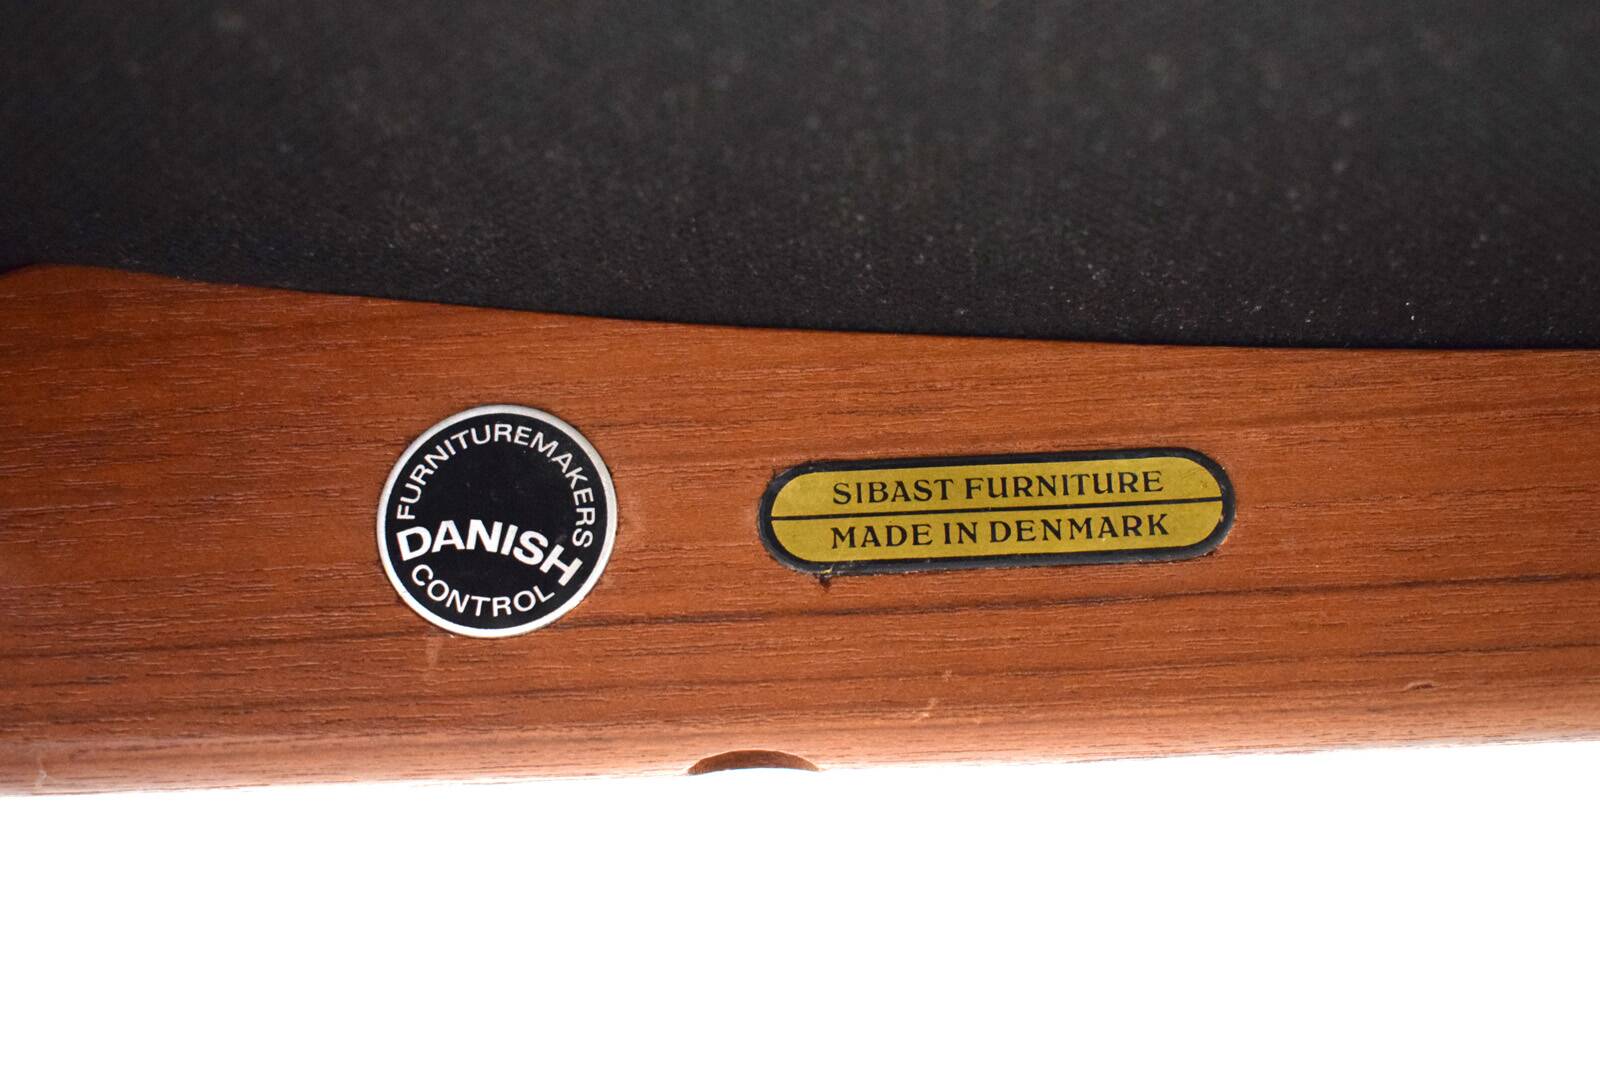 FURNITUREMAKERS
DANISH
CONTROL
SIBAST FURNITURE
MADE IN DENMARK